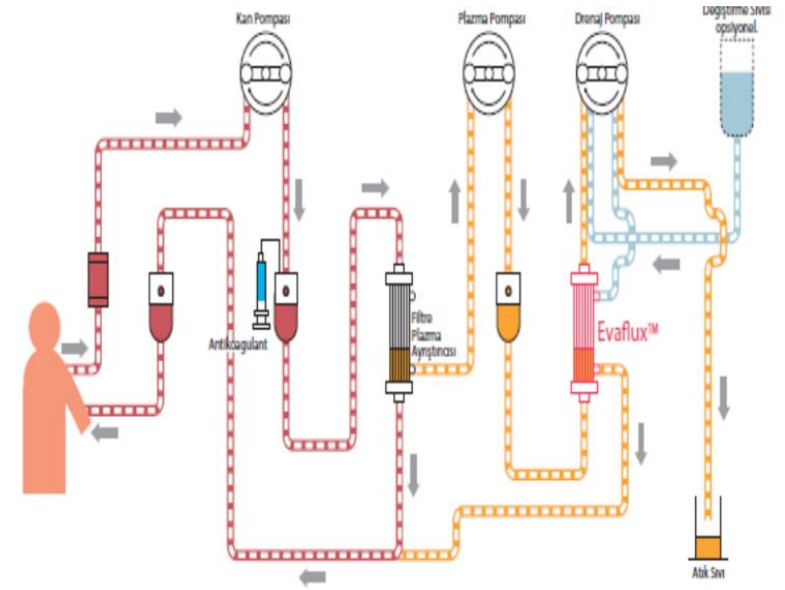 Kan Pompası
Plazma Pompası
Drenaj Pompası
Değiştirme Sıvısı
opsiyonel
Antikoagulant
Filtre
Plazma
Ayrıştırıcısı
Evaflux™
Atık Sıvı